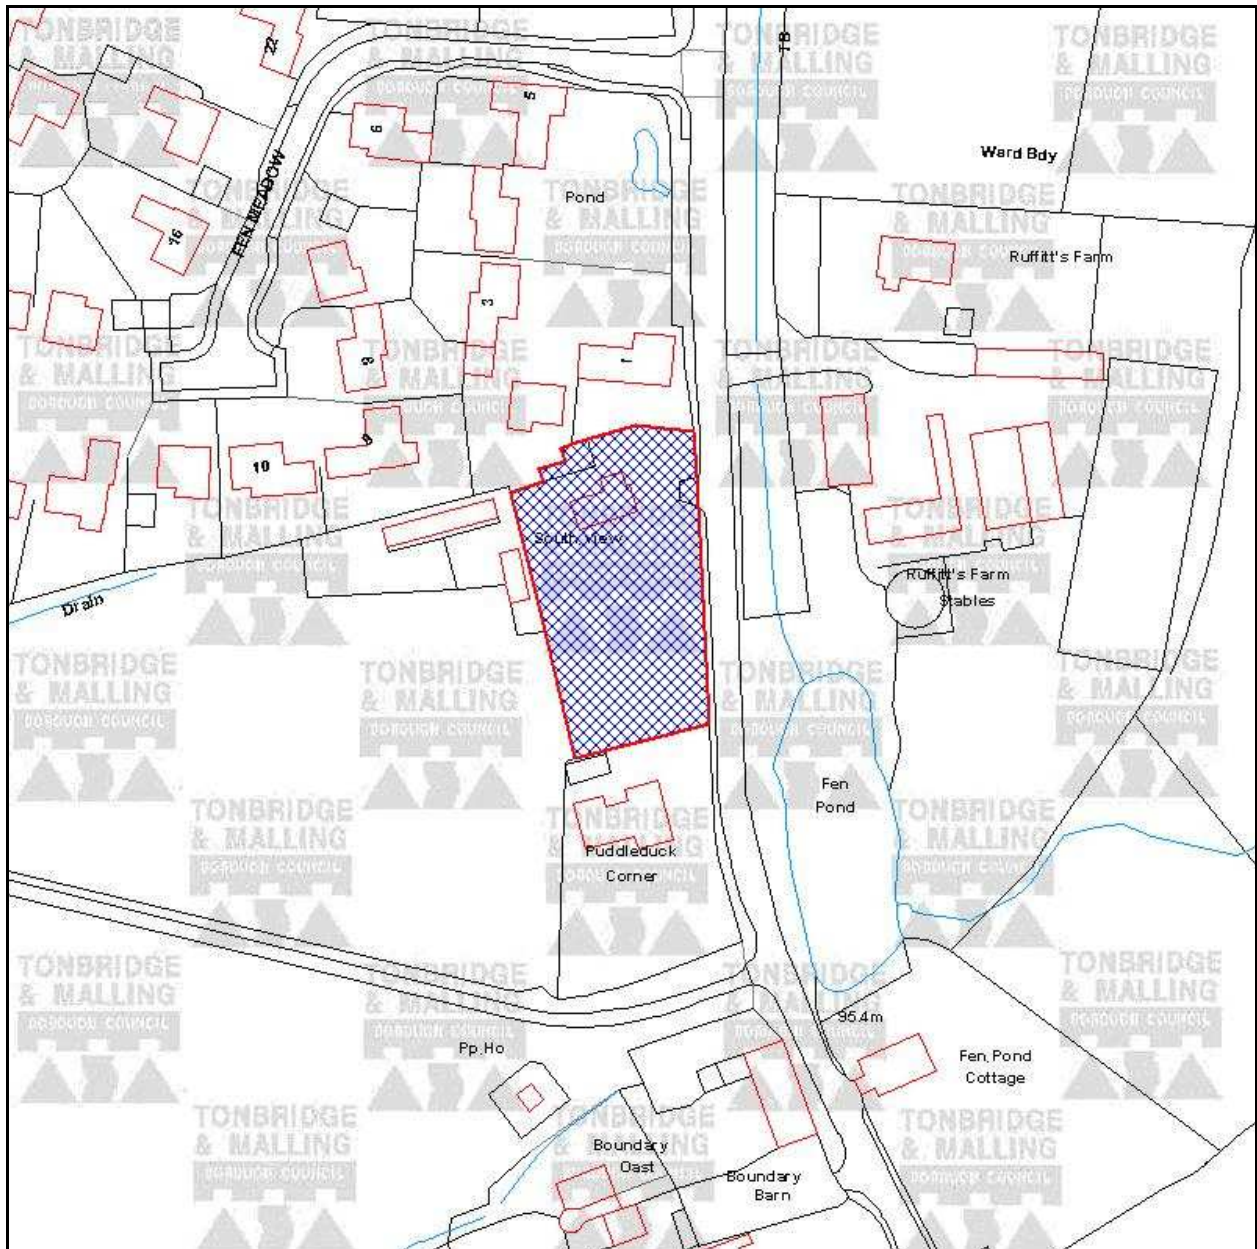 TONBRIDGE
& MALLING
BOROUGH COUNCIL
22
TB
5
6
Ward Bdy
Pond
FEN MEADOW
16
Ruffitt's Farm
3
1
9
8
10
South View
Ruffitt's Farm
Stables
Drain
Fen
Pond
Puddleduck
Corner
95.4m
Pp Ho
Fen Pond
Cottage
Boundary
Oast
Boundary
Barn